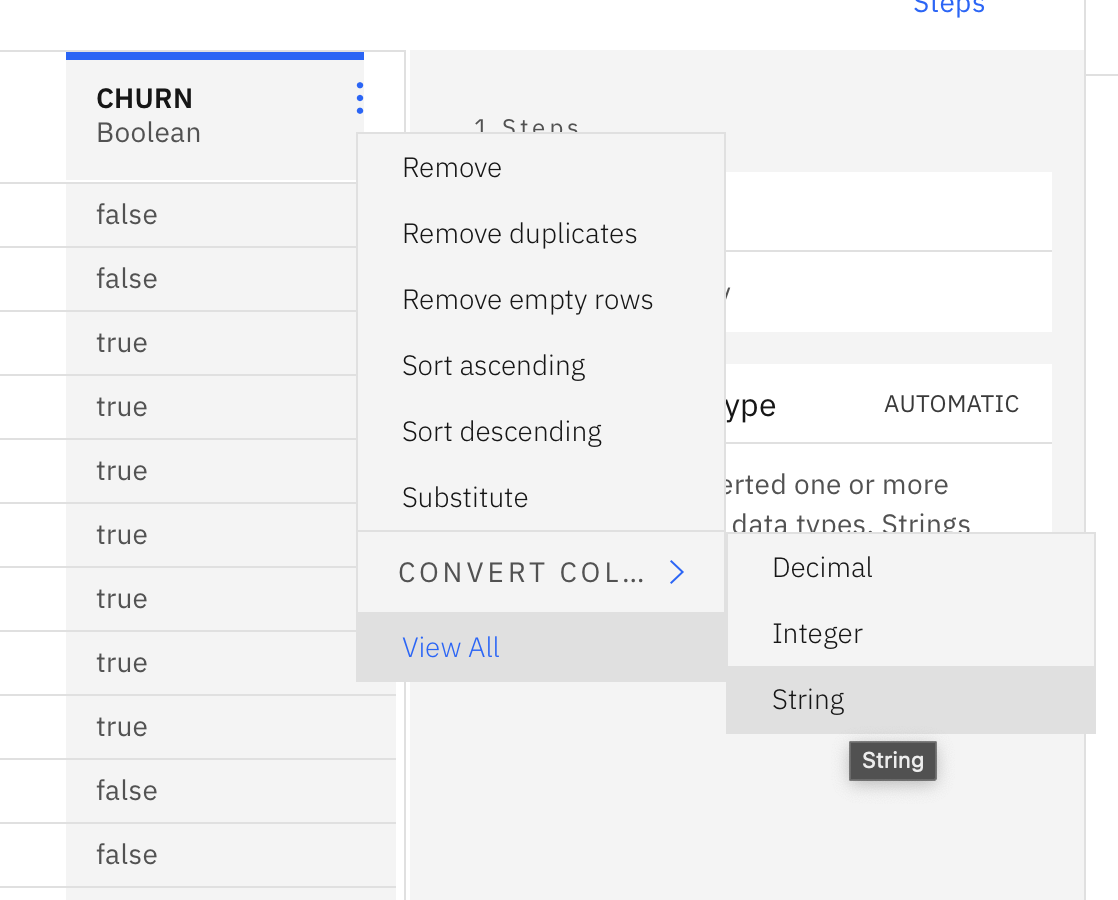 Steps
CHURN
Boolean
1 Steps
false
false
true
true
true
true
true
true
true
false
false
Remove
Remove duplicates
Remove empty rows
Sort ascending
Sort descending
Substitute
CONVERT COL...
View All
AUTOMATIC
one or more
data types. Strings
Decimal
Integer
String
String